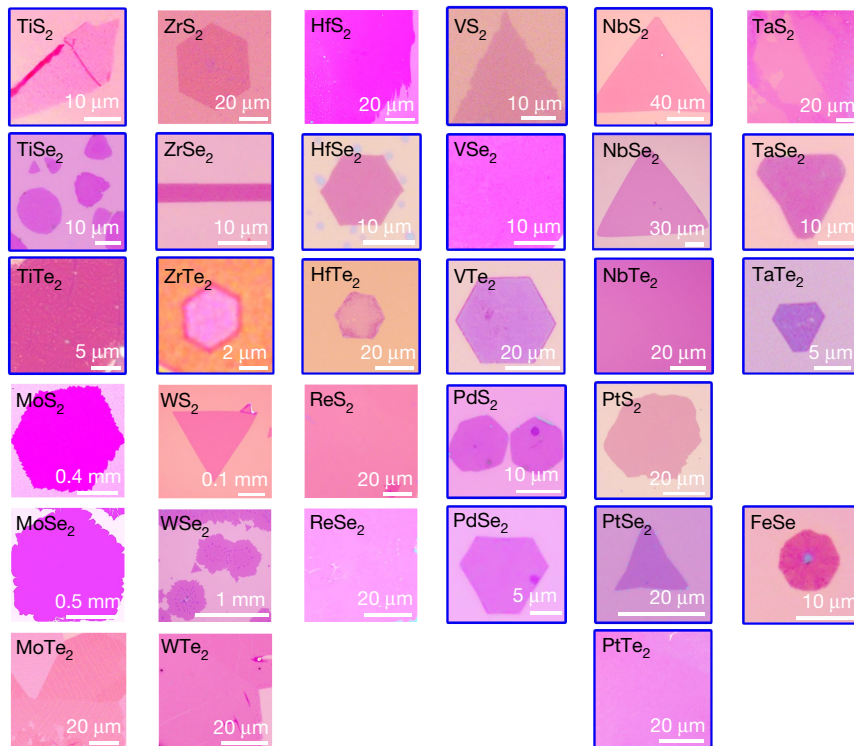 TiS2 ZrS2 HfS2 VS2 NbS2 TaS2
10 μm 20 μm 20 μm 10 μm 40 μm 20 μm
TiSe2 ZrSe2 HfSe2 VSe2 NbSe2 TaSe2
10 μm 10 μm 10 μm 10 μm 30 μm 10 μm
TiTe2 ZrTe2 HfTe2 VTe2 NbTe2 TaTe2
5 μm 2 μm 20 μm 20 μm 20 μm 5 μm
MoS2 WS2 ReS2 PdS2 PtS2
0.4 mm 0.1 mm 20 μm 10 μm 20 μm
MoSe2 WSe2 ReSe2 PdSe2 PtSe2 FeSe
0.5 mm 1 mm 20 μm 5 μm 20 μm 10 μm
MoTe2 WTe2 PtTe2
20 μm 20 μm 20 μm